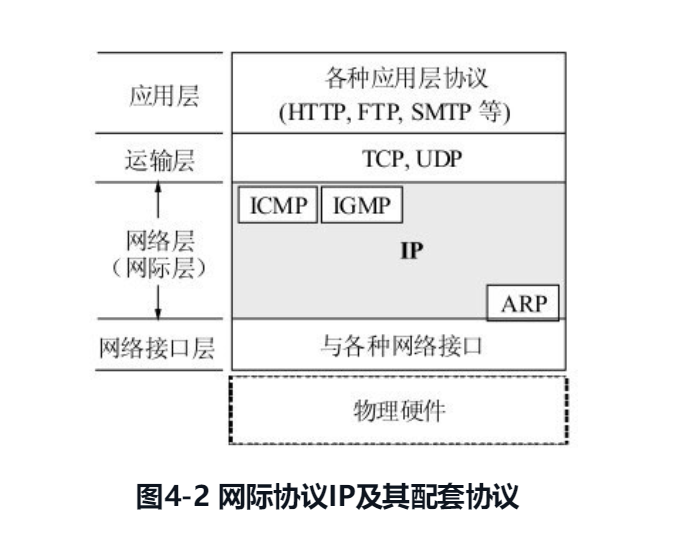 应用层
各种应用层协议
(HTTP, FTP, SMTP 等)
运输层
TCP, UDP
ICMP
IGMP
网络层
（网际层）
IP
ARP
网络接口层
与各种网络接口
物理硬件
图4-2 网际协议IP及其配套协议